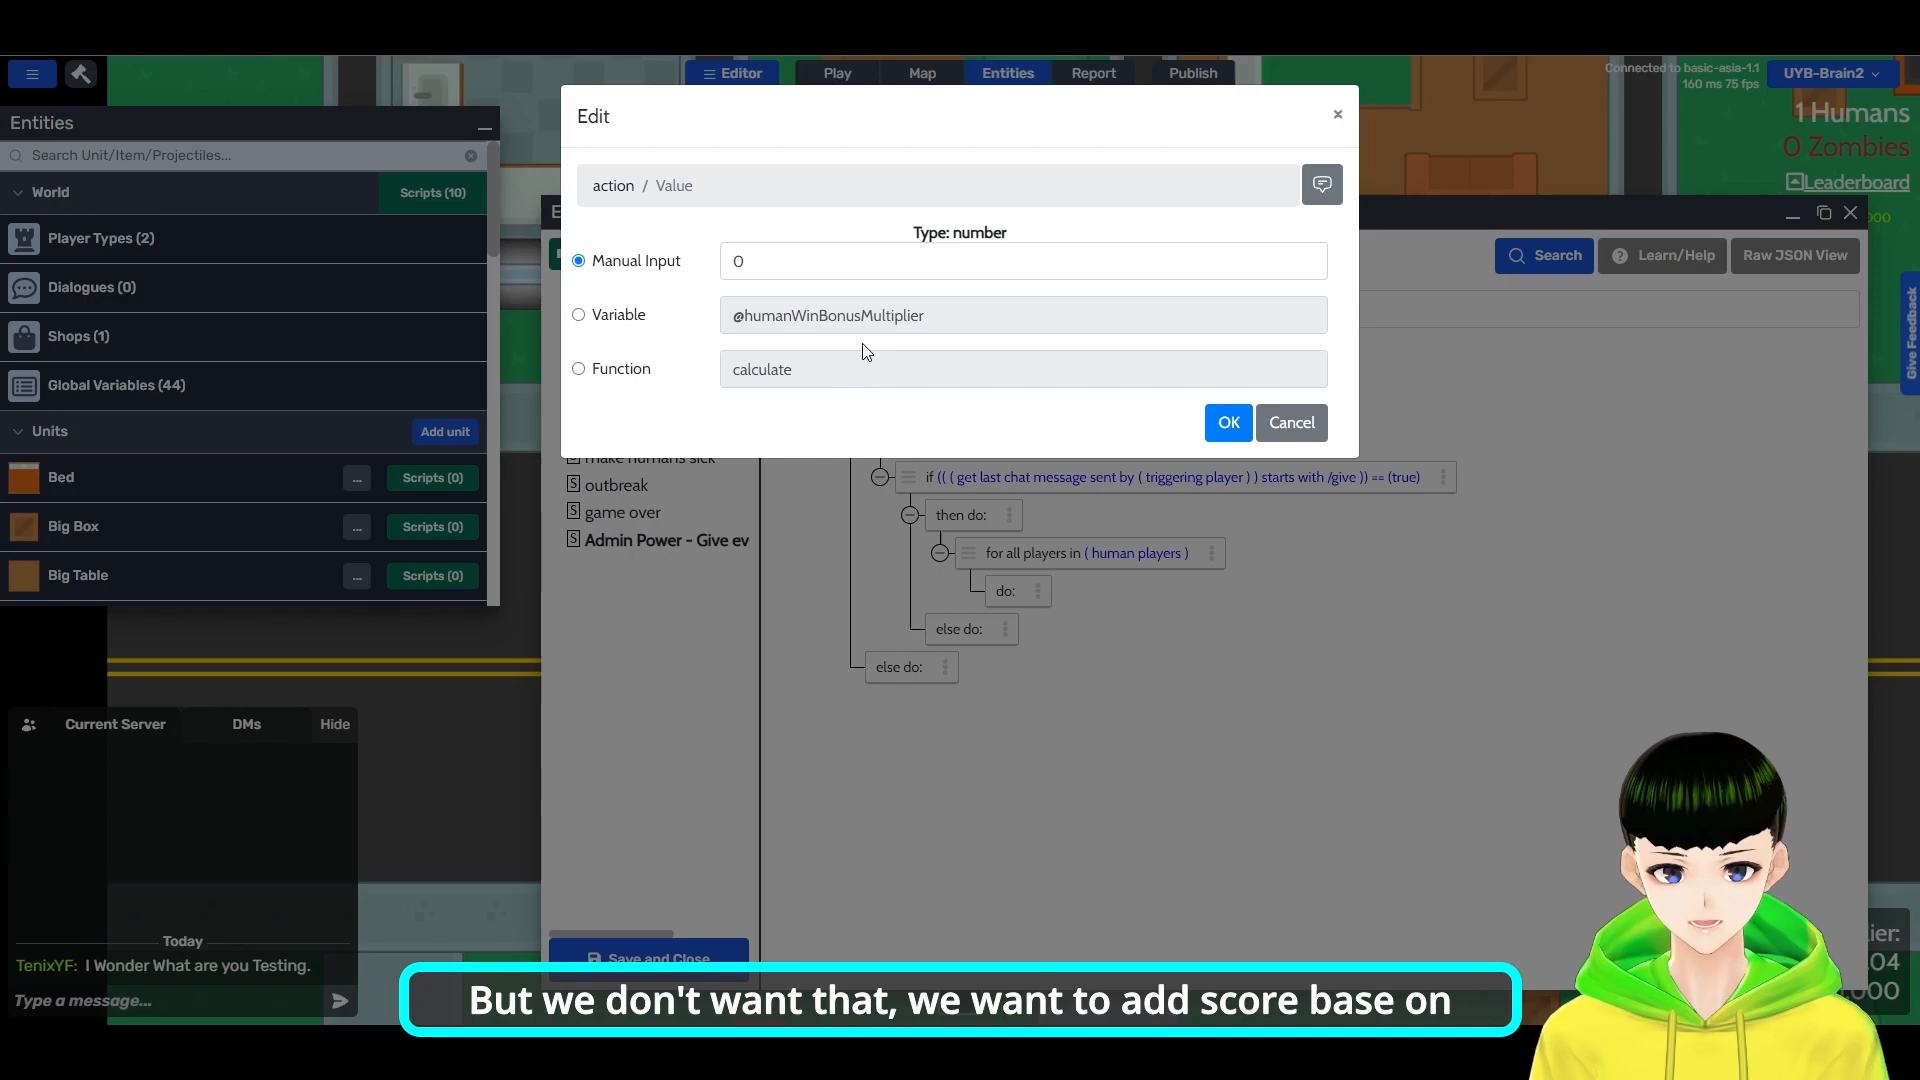 Editor
Play
Map
Entities
Report
Publish
Connected to basic-asia-1.1
160 ms 75 fps
UYB-Brain2
1 Humans
0 Zombies
Leaderboard
Entities
Search Unit/Item/Projectiles...
World
Scripts (10)
Player Types (2)
Dialogues (0)
Shops (1)
Global Variables (44)
Units
Add unit
Bed
...
Scripts (0)
Big Box
...
Scripts (0)
Big Table
...
Scripts (0)
Edit
×
action / Value
Type: number
Manual Input
0
Variable
@humanWinBonusMultiplier
Function
calculate
OK
Cancel
Search
Learn/Help
Raw JSON View
Give Feedback
make humans sick
S outbreak
S game over
S Admin Power - Give ev
if (( ( get last chat message sent by ( triggering player ) ) starts with /give )) == (true)
then do:
for all players in ( human players )
do:
else do:
else do:
Save and Close
Current Server
DMs
Hide
Today
TenixYF: I Wonder What are you Testing.
Type a message...
lier:
.04
.000
But we don't want that, we want to add score base on